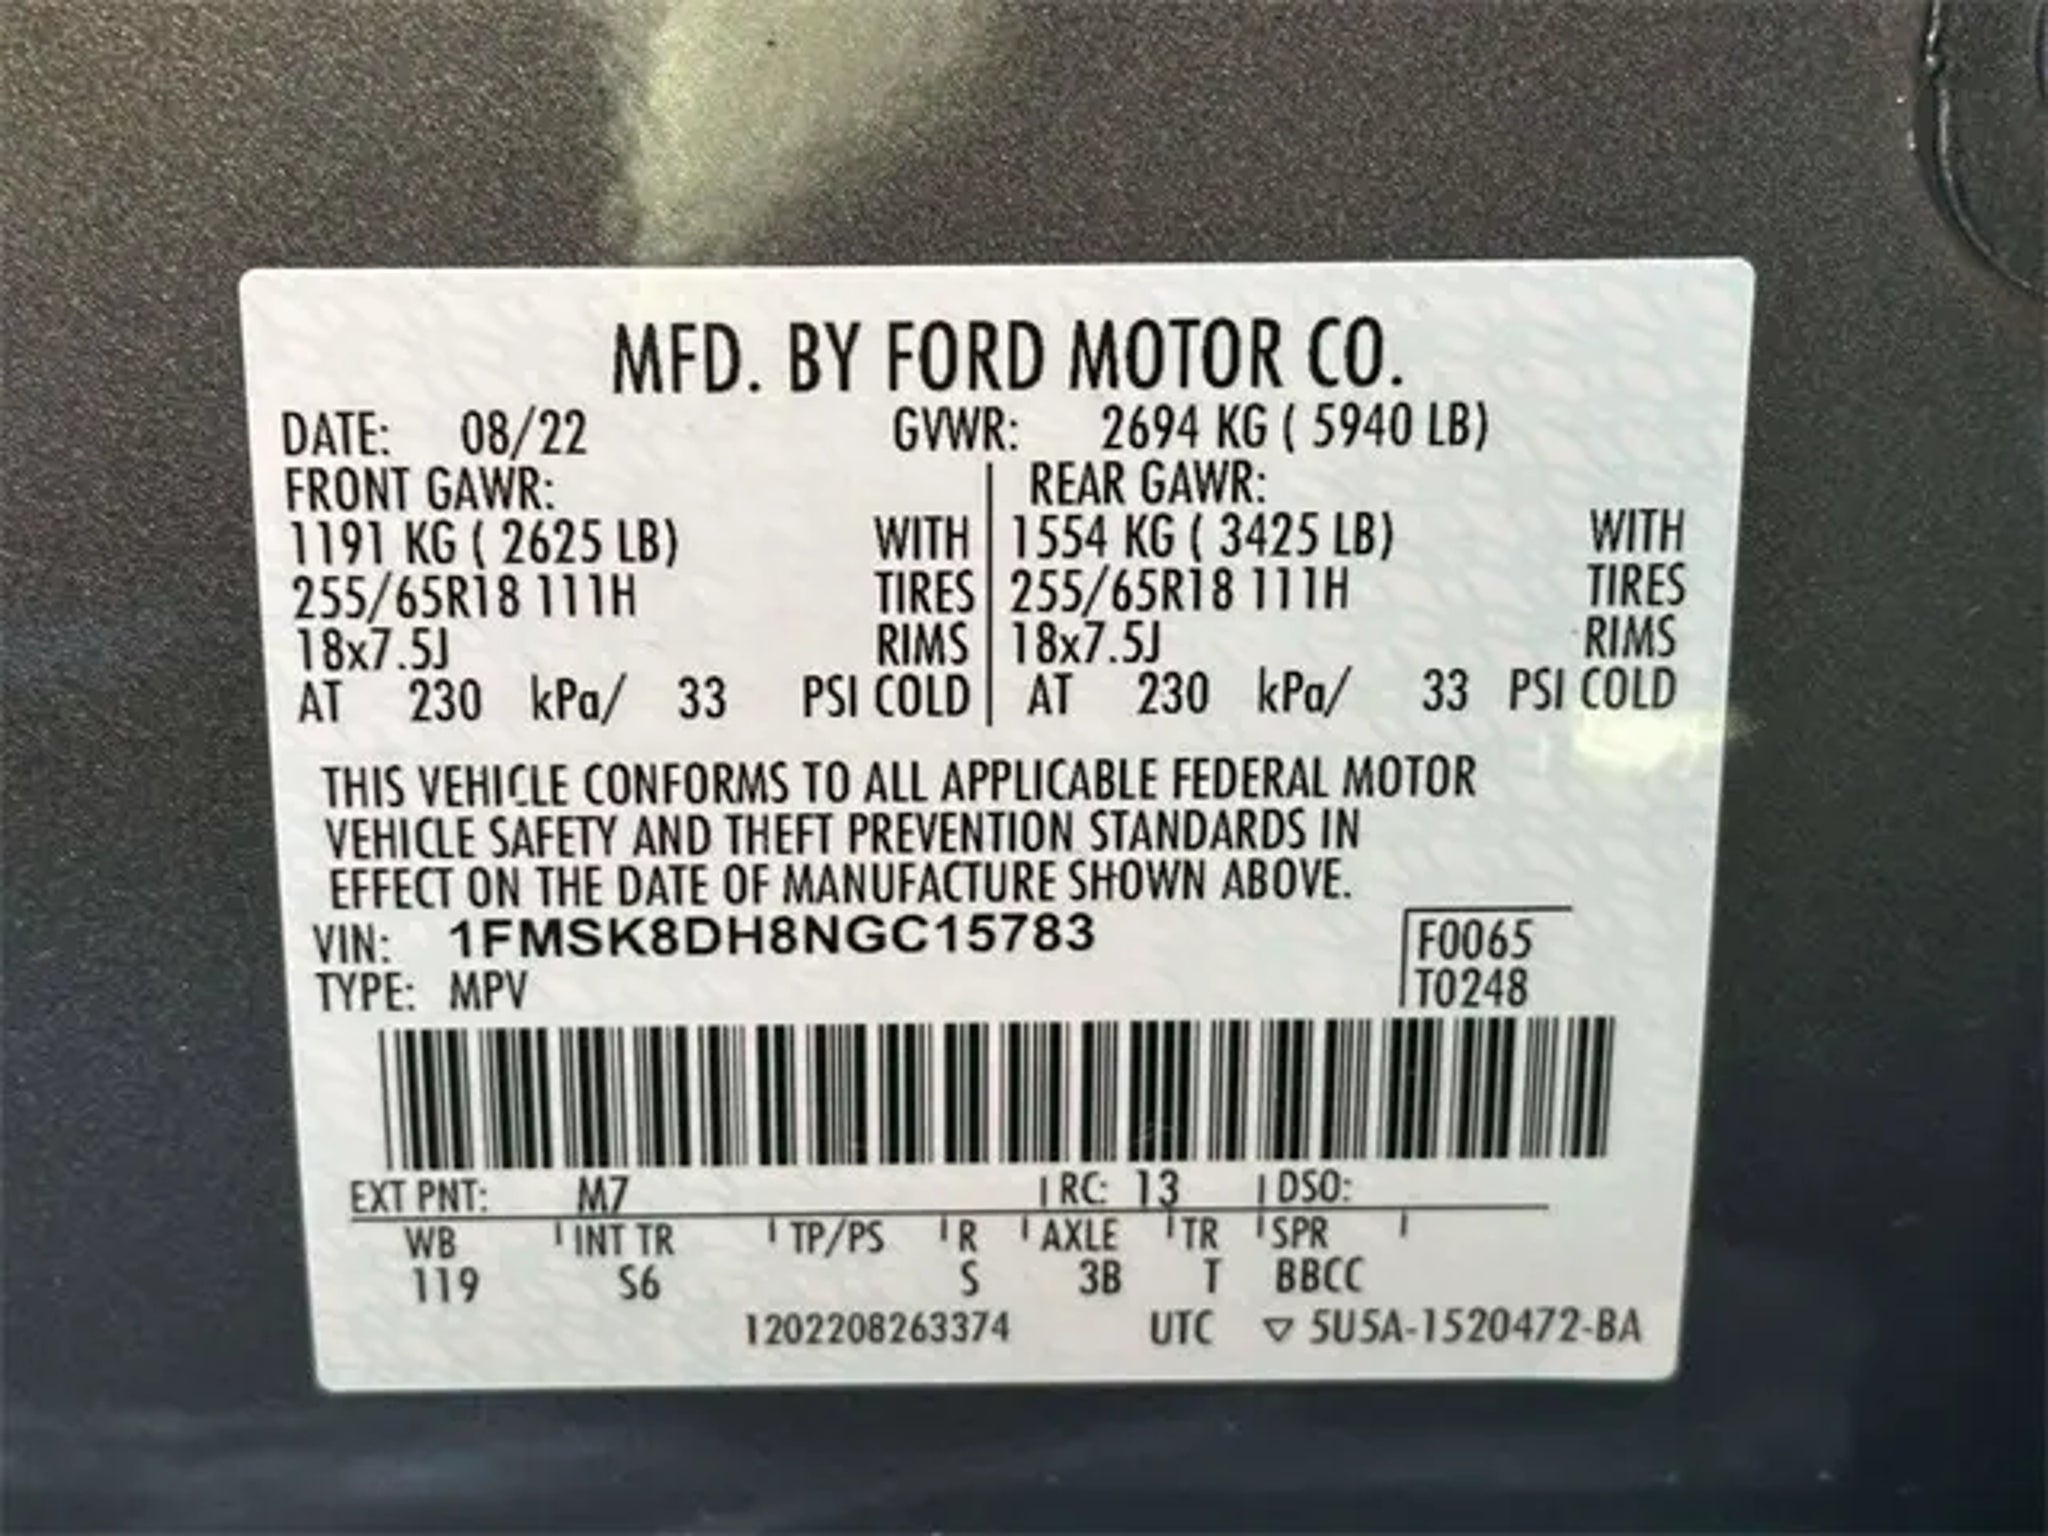 MFD. BY FORD MOTOR CO.
DATE: 08/22 GVWR: 2694 KG ( 5940 LB)
FRONT GAWR: REAR GAWR:
1191 KG ( 2625 LB) WITH 1554 KG ( 3425 LB) WITH
255/65R18 111H TIRES 255/65R18 111H TIRES
18x7.5J RIMS 18x7.5J RIMS
AT 230 kPa/ 33 PSI COLD AT 230 kPa/ 33 PSI COLD
THIS VEHICLE CONFORMS TO ALL APPLICABLE FEDERAL MOTOR
VEHICLE SAFETY AND THEFT PREVENTION STANDARDS IN
EFFECT ON THE DATE OF MANUFACTURE SHOWN ABOVE.
VIN: 1FMSK8DH8NGC15783 F0065
TYPE: MPV T0248
EXT PNT: M7 RC: 13 DSO:
WB INT TR TP/PS R AXLE TR SPR
119 S6 S 3B T BBCC
1202208263374 UTC ▽ 5U5A-1520472-BA